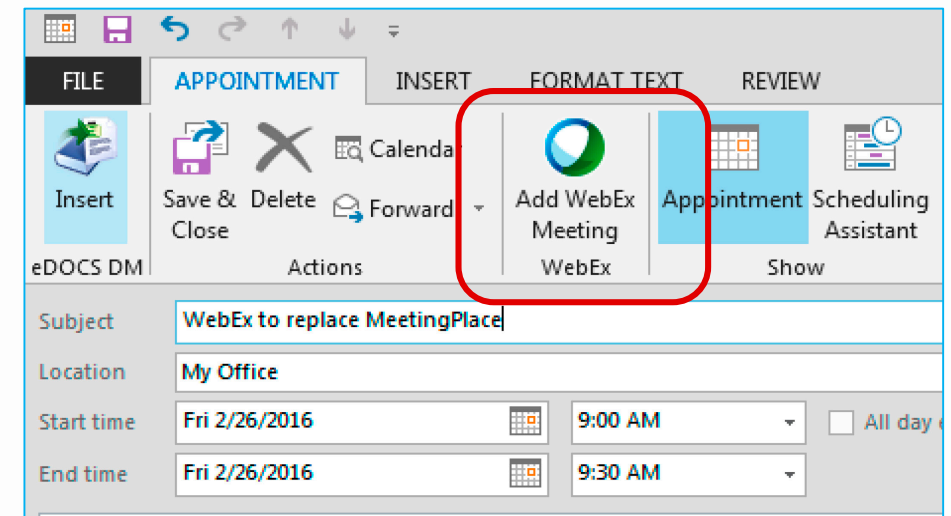 FILE APPOINTMENT INSERT FORMAT TEXT REVIEW
Insert
Save & Close
Delete
Calendar
Forward
Add WebEx Meeting
Appointment
Scheduling Assistant
eDOCS DM Actions WebEx Show
Subject WebEx to replace MeetingPlace
Location My Office
Start time Fri 2/26/2016 9:00 AM All day
End time Fri 2/26/2016 9:30 AM